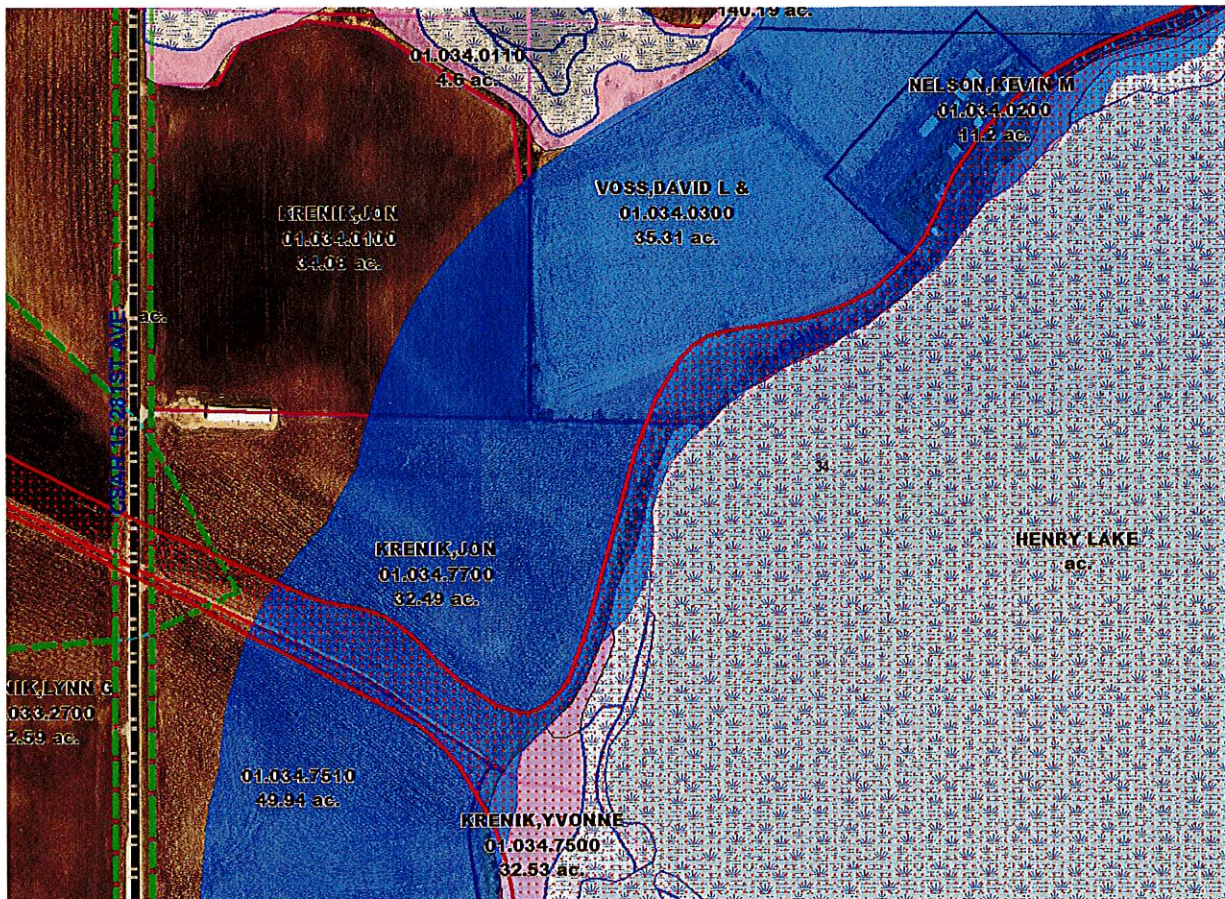 140.19 ac.
01.034.0110
4.6 ac.
NELSON,KEVIN M
01.034.0200
11.2 ac.
VOSS,DAVID L &
01.034.0300
35.31 ac.
KRENIK,JON
01.034.0100
34.08 ac.
ac.
34
HENRY LAKE
ac.
KRENIK,JON
01.034.7700
32.49 ac.
NIK,LYNN G
.033.2700
2.59 ac.
01.034.7510
49.94 ac.
KRENIK,YVONNE
01.034.7500
32.53 ac.